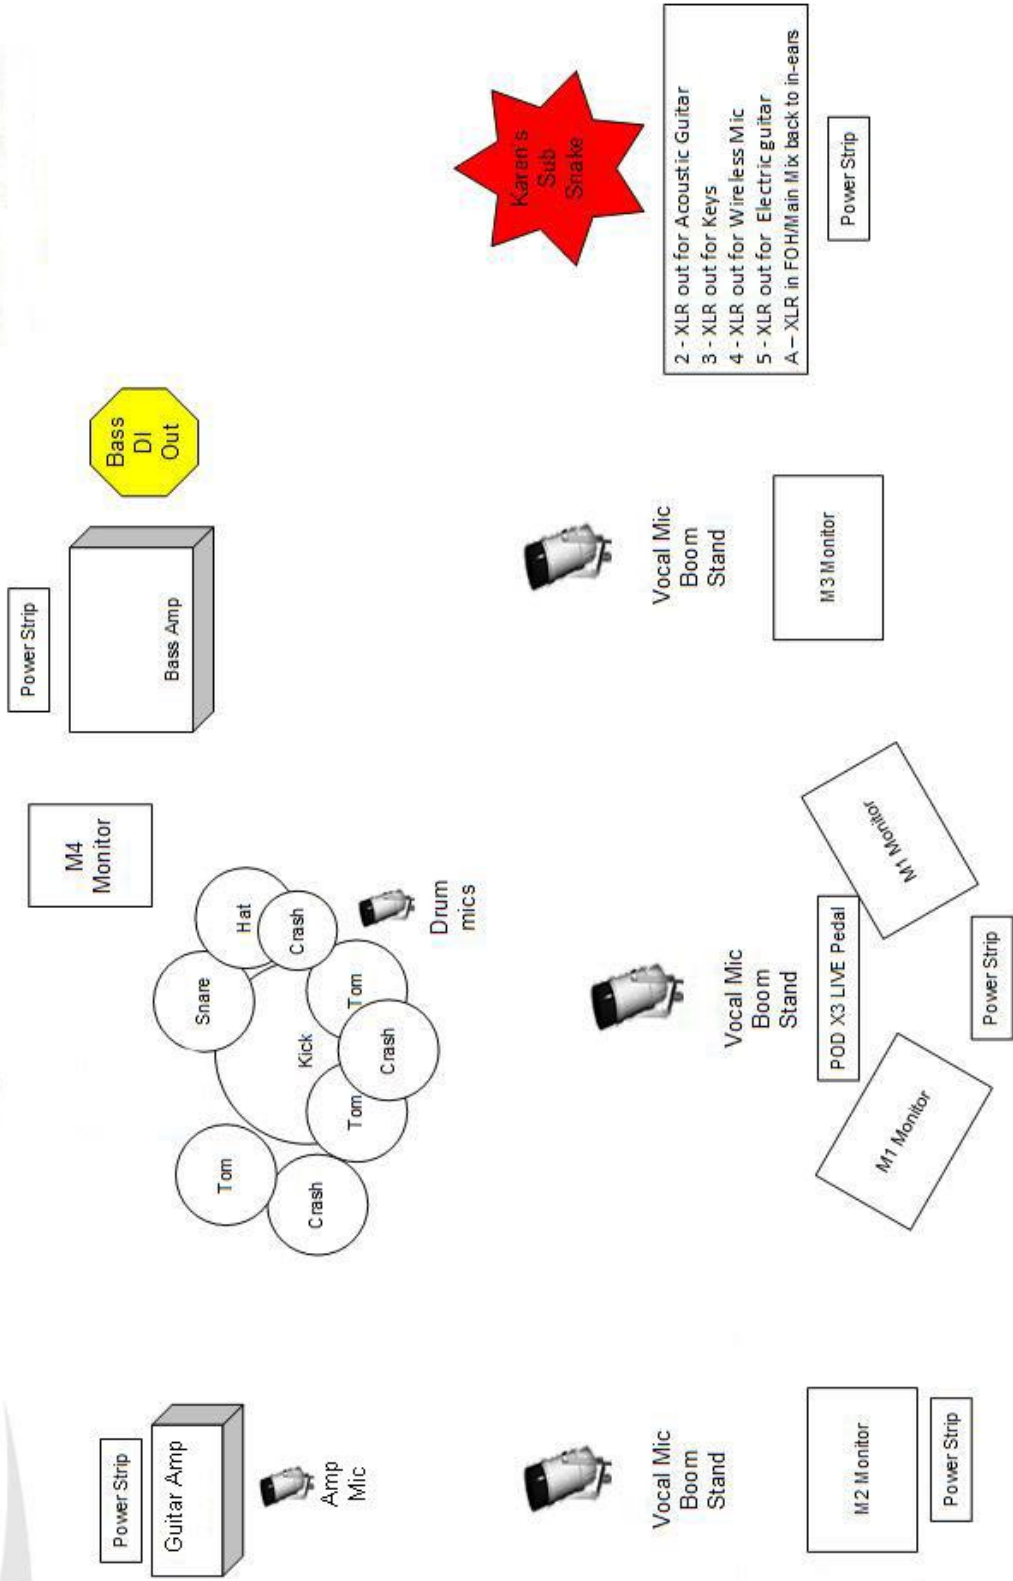 Power Strip
Guitar Amp
Amp
Mic
Tom
Crash
Snare
Kick
Tom
Crash
Tom
Hat
Crash
Drum
mics
M4
Monitor
Power Strip
Bass Amp
Bass
DI
Out
Vocal Mic
Boom
Stand
M2 Monitor
Power Strip
Vocal Mic
Boom
Stand
POD X3 LIVE Pedal
M1 Monitor
M1 Monitor
Power Strip
Vocal Mic
Boom
Stand
M3 Monitor
Karen's
Sub
Snake
2 - XLR out for Acoustic Guitar
3 - XLR out for Keys
4 - XLR out for Wireless Mic
5 - XLR out for Electric guitar
A – XLR in FOH/Main Mix back to in-ears
Power Strip